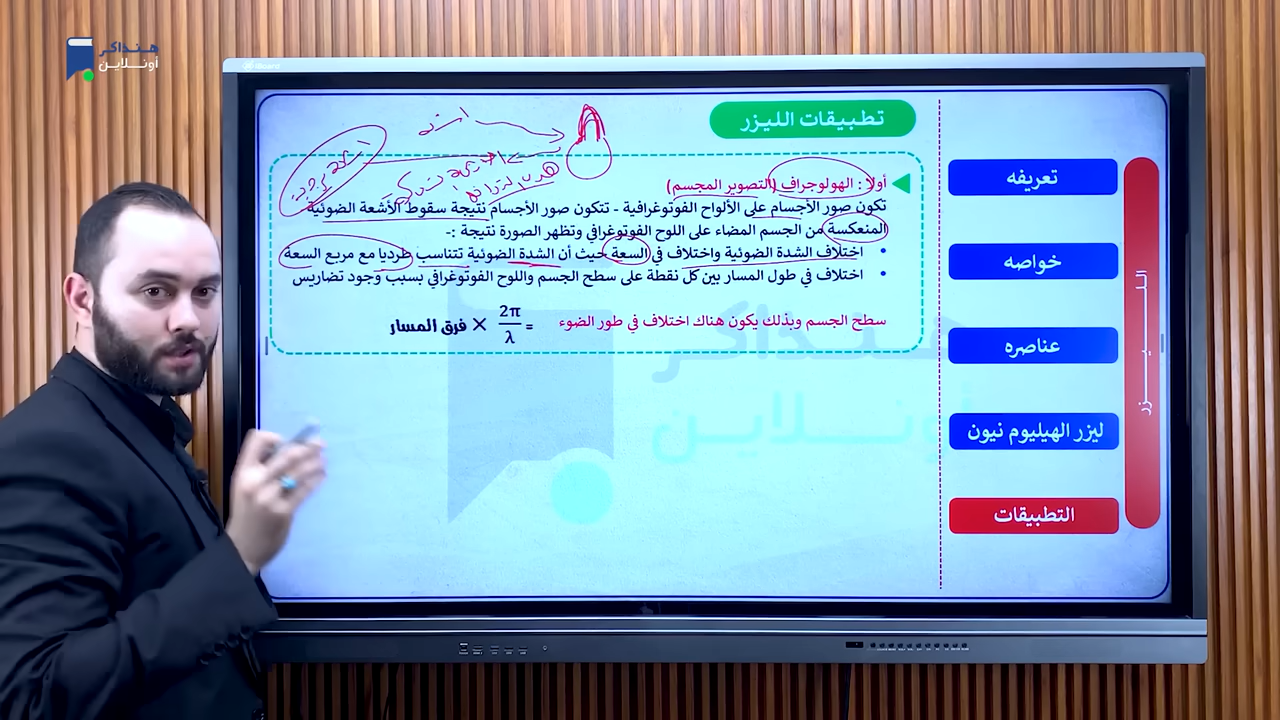 هنذاكر
أونلاين
تطبيقات الليزر
أولا : الهولوجراف (التصوير المجسم)
تكون صور الأجسام على الألواح الفوتوغرافية - تتكون صور الأجسام نتيجة سقوط الأشعة الضوئية
المنعكسة من الجسم المضاء على اللوح الفوتوغرافي وتظهر الصورة نتيجة :-
• اختلاف الشدة الضوئية واختلاف في السعة حيث أن الشدة الضوئية تتناسب طرديا مع مربع السعة
• اختلاف في طول المسار بين كل نقطة على سطح الجسم واللوح الفوتوغرافي بسبب وجود تضاريس
سطح الجسم وبذلك يكون هناك اختلاف في طور الضوء = 2π/λ × فرق المسار
هنذاكر
أونلاين
تعريفه
خواصه
عناصره
ليزر الهيليوم نيون
التطبيقات
الليزر